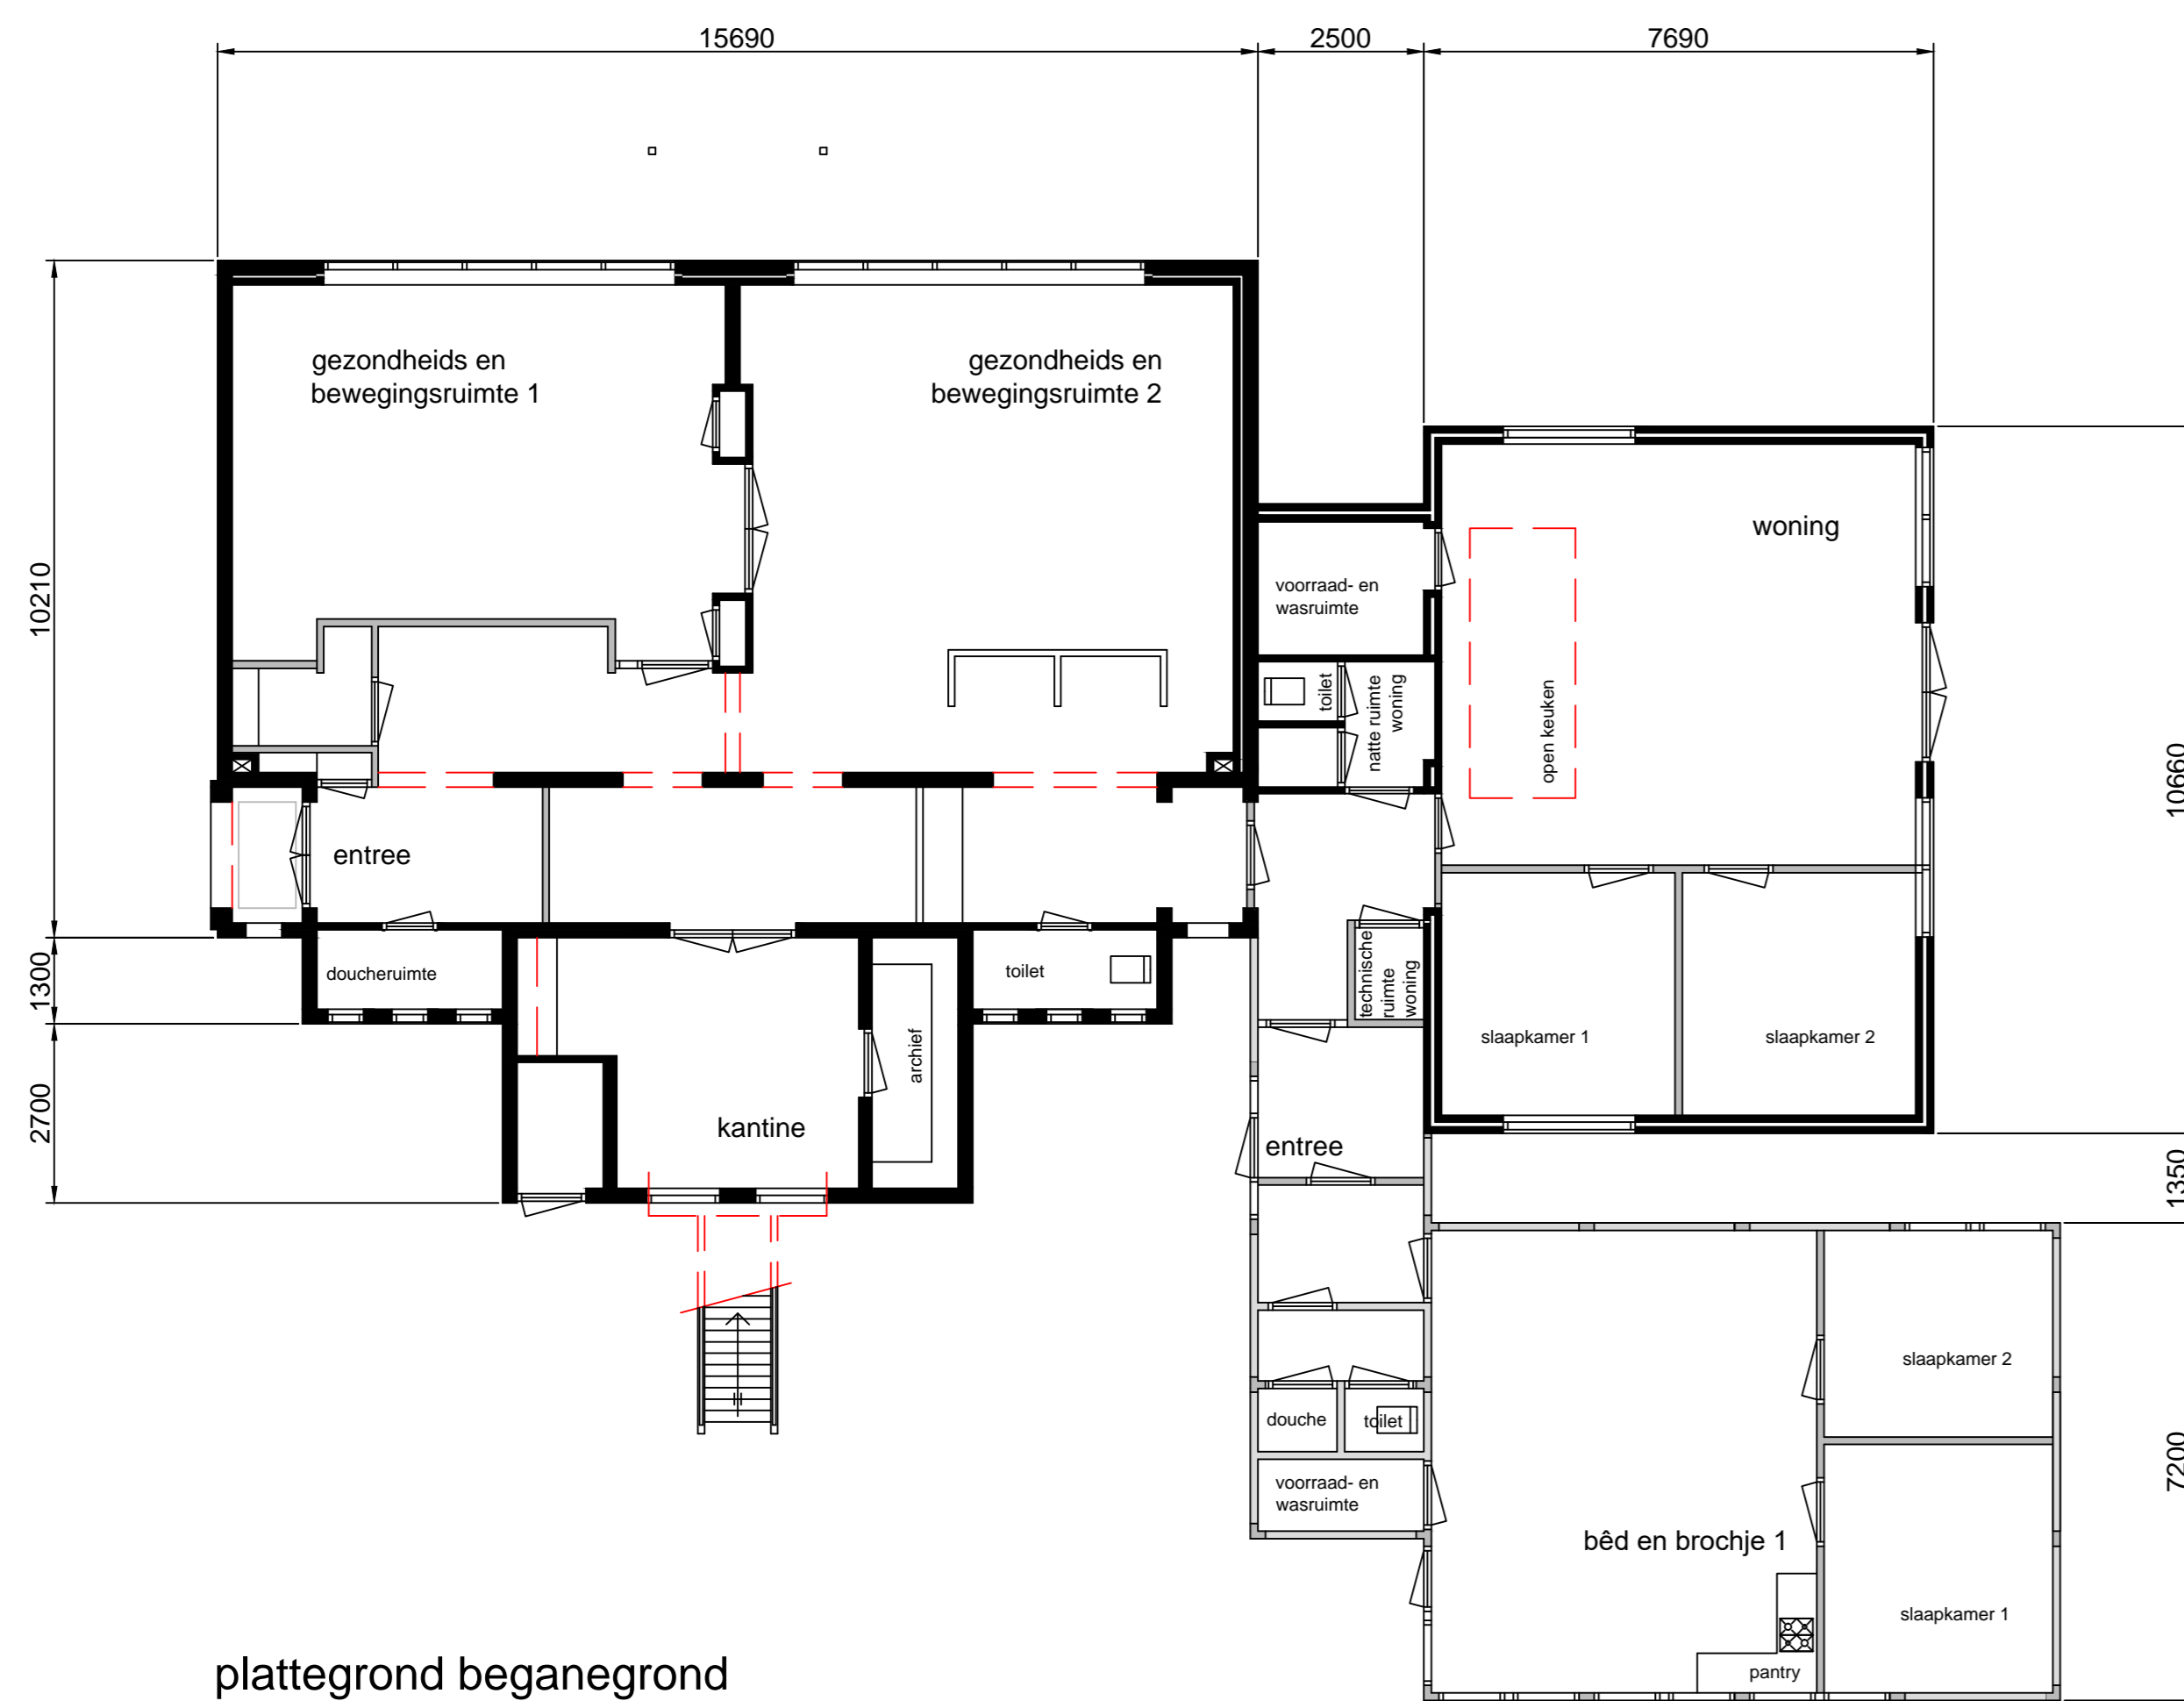 15690
2500
7690
gezondheids en
bewegingsruimte 1
gezondheids en
bewegingsruimte 2
woning
10210
voorraad- en
wasruimte
toilet
natte ruimte
woning
open keuken
10660
entree
doucheruimte
toilet
technische
ruimte
woning
1300
archief
slaapkamer 1
slaapkamer 2
2700
kantine
entree
1350
slaapkamer 2
douche
toilet
voorraad- en
wasruimte
7200
bêd en brochje 1
slaapkamer 1
pantry
plattegrond beganegrond